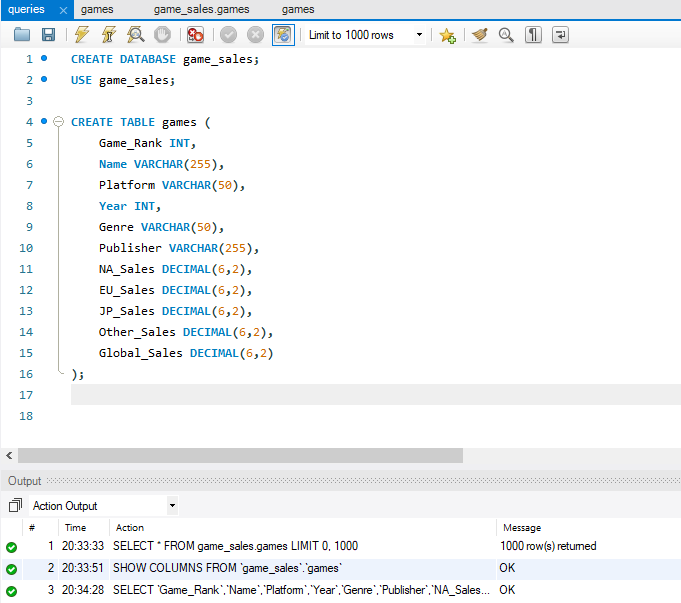 queries games game_sales.games games
Limit to 1000 rows
1 CREATE DATABASE game_sales;
2 USE game_sales;
3
4 CREATE TABLE games (
5 Game_Rank INT,
6 Name VARCHAR(255),
7 Platform VARCHAR(50),
8 Year INT,
9 Genre VARCHAR(50),
10 Publisher VARCHAR(255),
11 NA_Sales DECIMAL(6,2),
12 EU_Sales DECIMAL(6,2),
13 JP_Sales DECIMAL(6,2),
14 Other_Sales DECIMAL(6,2),
15 Global_Sales DECIMAL(6,2)
16 );
17
18
Output
Action Output
# Time Action Message
1 20:33:33 SELECT * FROM game_sales.games LIMIT 0, 1000 1000 row(s) returned
2 20:33:51 SHOW COLUMNS FROM `game_sales`.`games` OK
3 20:34:28 SELECT `Game_Rank`,`Name`,`Platform`,`Year`,`Genre`,`Publisher`,`NA_Sales... OK